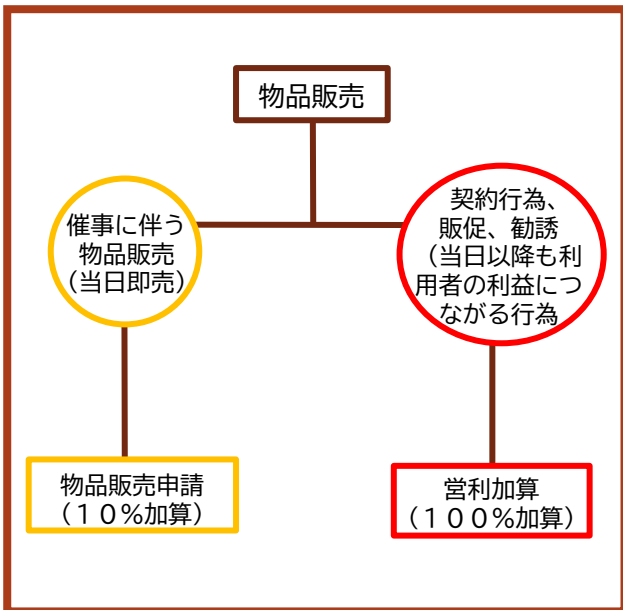 物品販売
催事に伴う
物品販売
（当日即売）
契約行為、
販促、勧誘
（当日以降も利
用者の利益につ
ながる行為
物品販売申請
（１０％加算）
営利加算
（１００％加算）